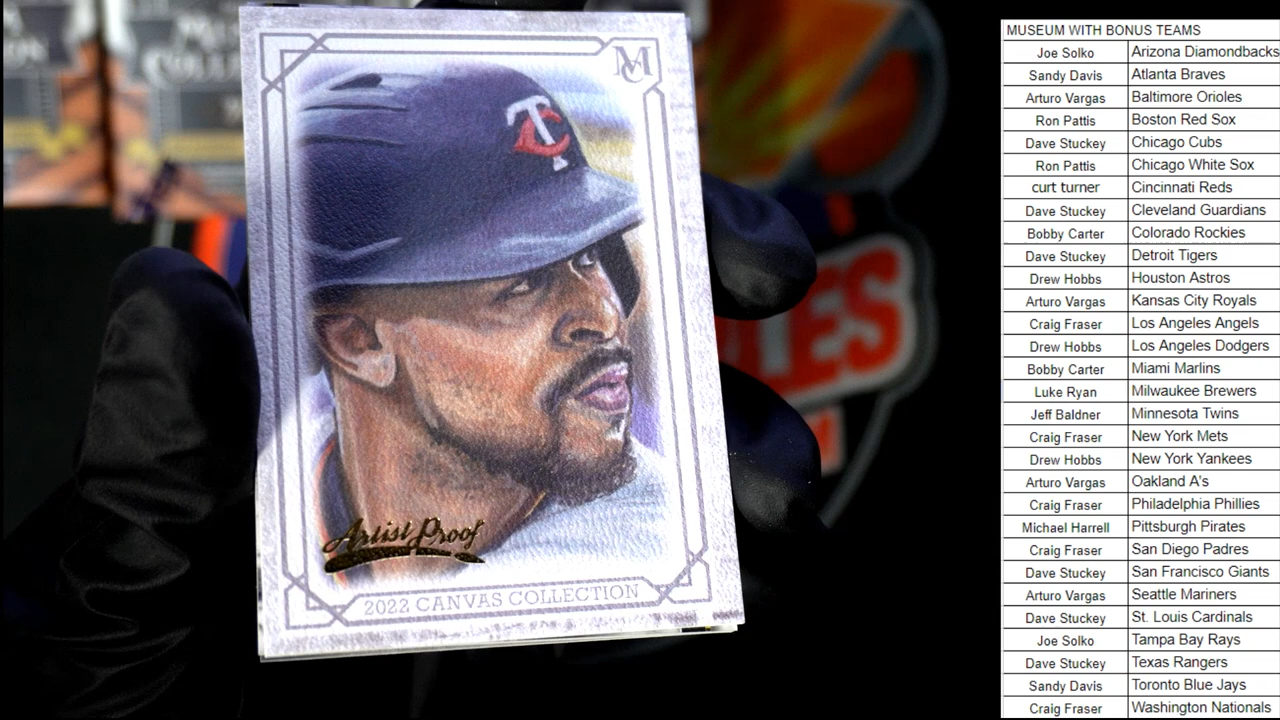 MC
TC
Artist Proof
2022 CANVAS COLLECTION
LES
MUSEUM WITH BONUS TEAMS
Joe Solko Arizona Diamondbacks
Sandy Davis Atlanta Braves
Arturo Vargas Baltimore Orioles
Ron Pattis Boston Red Sox
Dave Stuckey Chicago Cubs
Ron Pattis Chicago White Sox
curt turner Cincinnati Reds
Dave Stuckey Cleveland Guardians
Bobby Carter Colorado Rockies
Dave Stuckey Detroit Tigers
Drew Hobbs Houston Astros
Arturo Vargas Kansas City Royals
Craig Fraser Los Angeles Angels
Drew Hobbs Los Angeles Dodgers
Bobby Carter Miami Marlins
Luke Ryan Milwaukee Brewers
Jeff Baldner Minnesota Twins
Craig Fraser New York Mets
Drew Hobbs New York Yankees
Arturo Vargas Oakland A's
Craig Fraser Philadelphia Phillies
Michael Harrell Pittsburgh Pirates
Craig Fraser San Diego Padres
Dave Stuckey San Francisco Giants
Arturo Vargas Seattle Mariners
Dave Stuckey St. Louis Cardinals
Joe Solko Tampa Bay Rays
Dave Stuckey Texas Rangers
Sandy Davis Toronto Blue Jays
Craig Fraser Washington Nationals